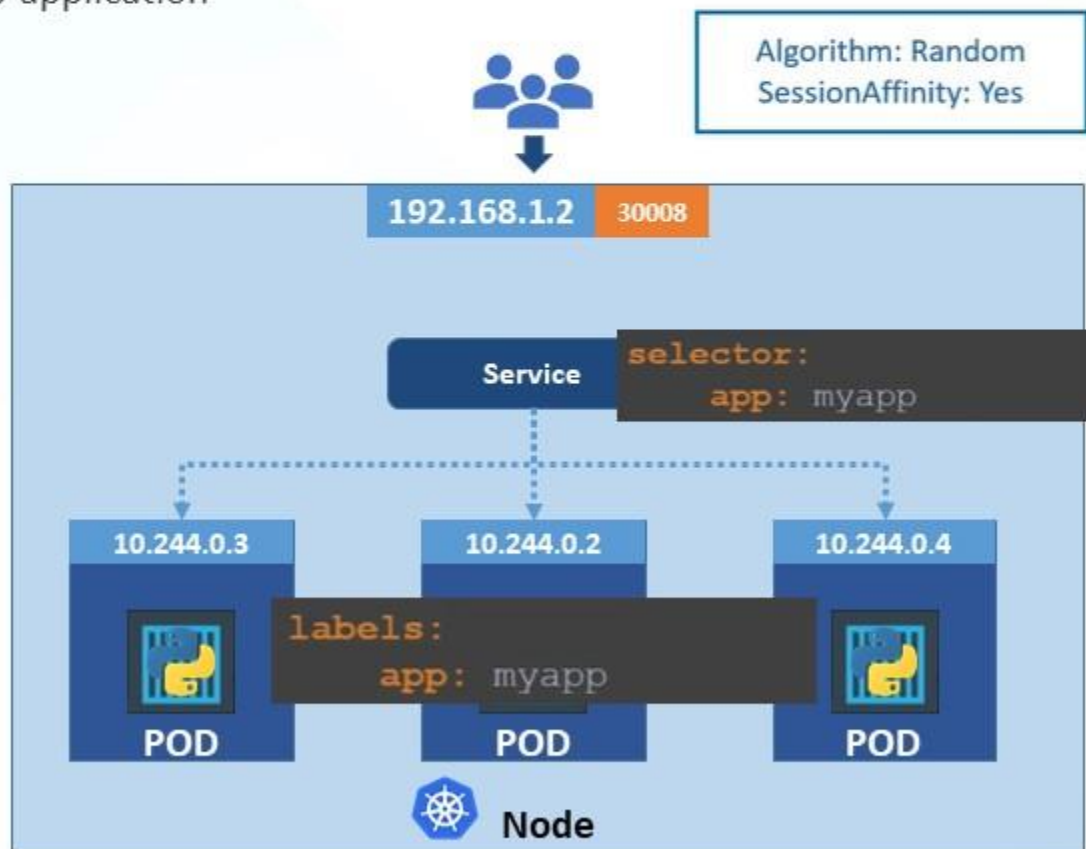 application
Algorithm: Random
SessionAffinity: Yes
192.168.1.2 30008
Service
selector:
app: myapp
10.244.0.3 10.244.0.2 10.244.0.4
labels:
app: myapp
POD POD POD
Node